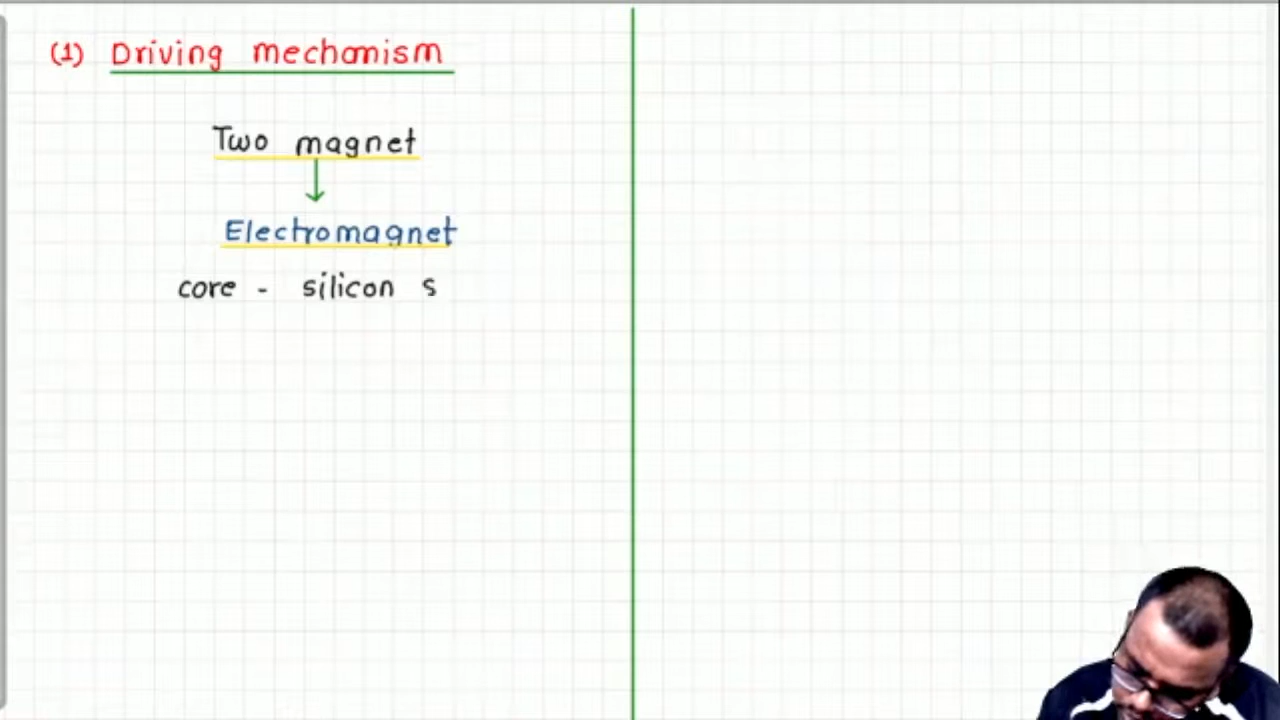 (1) Driving mechanism
Two magnet
Electromagnet
core - silicon s